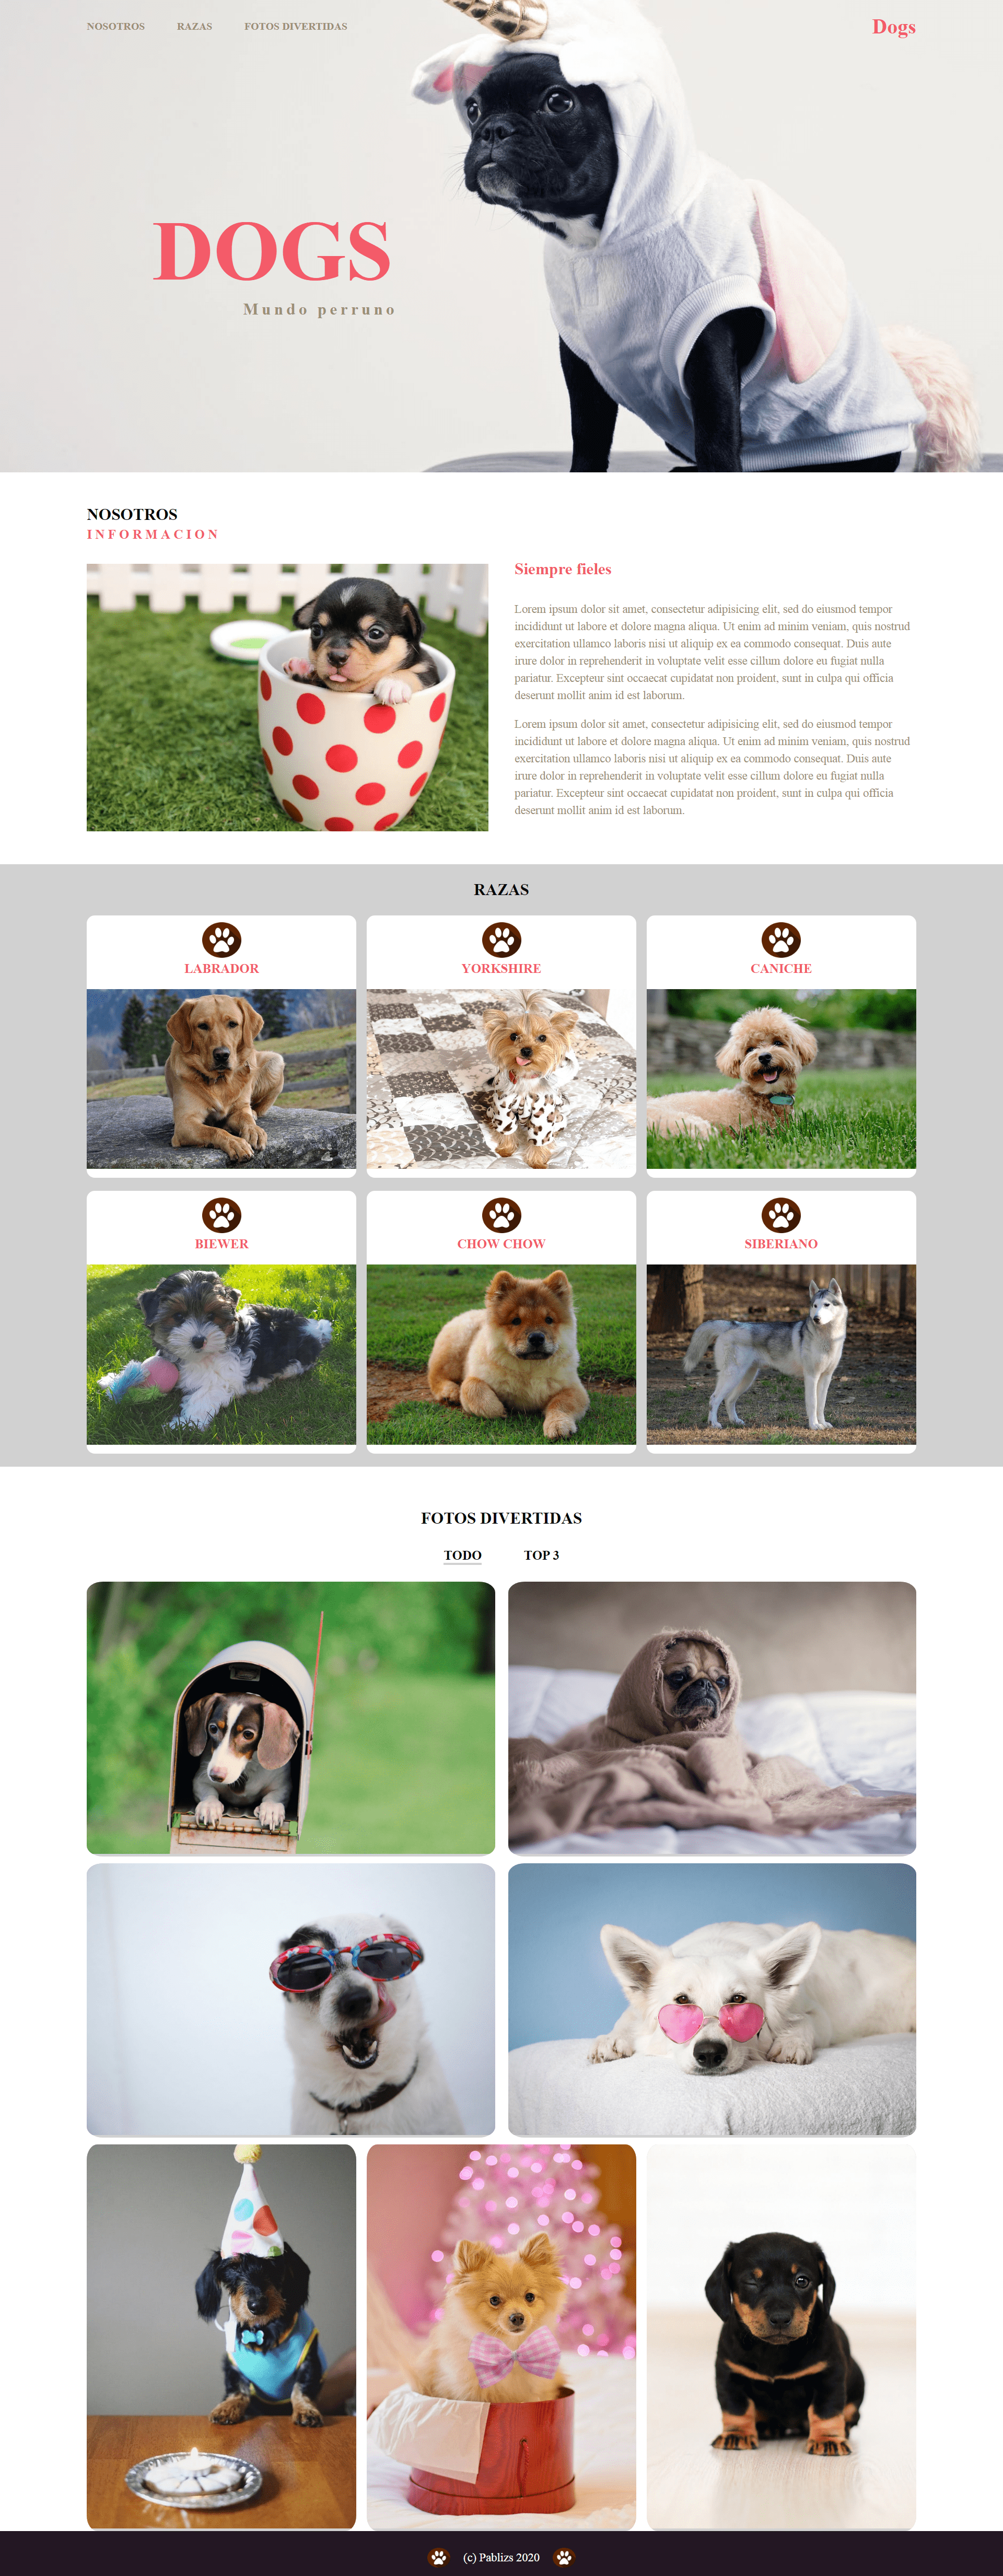 NOSOTROS RAZAS FOTOS DIVERTIDAS Dogs
DOGS
Mundo perruno
NOSOTROS
INFORMACION
Siempre fieles
Lorem ipsum dolor sit amet, consectetur adipisicing elit, sed do eiusmod tempor
incididunt ut labore et dolore magna aliqua. Ut enim ad minim veniam, quis nostrud
exercitation ullamco laboris nisi ut aliquip ex ea commodo consequat. Duis aute
irure dolor in reprehenderit in voluptate velit esse cillum dolore eu fugiat nulla
pariatur. Excepteur sint occaecat cupidatat non proident, sunt in culpa qui officia
deserunt mollit anim id est laborum.
Lorem ipsum dolor sit amet, consectetur adipisicing elit, sed do eiusmod tempor
incididunt ut labore et dolore magna aliqua. Ut enim ad minim veniam, quis nostrud
exercitation ullamco laboris nisi ut aliquip ex ea commodo consequat. Duis aute
irure dolor in reprehenderit in voluptate velit esse cillum dolore eu fugiat nulla
pariatur. Excepteur sint occaecat cupidatat non proident, sunt in culpa qui officia
deserunt mollit anim id est laborum.
RAZAS
LABRADOR
YORKSHIRE
CANICHE
BIEWER
CHOW CHOW
SIBERIANO
FOTOS DIVERTIDAS
TODO TOP 3
(c) Pablizs 2020